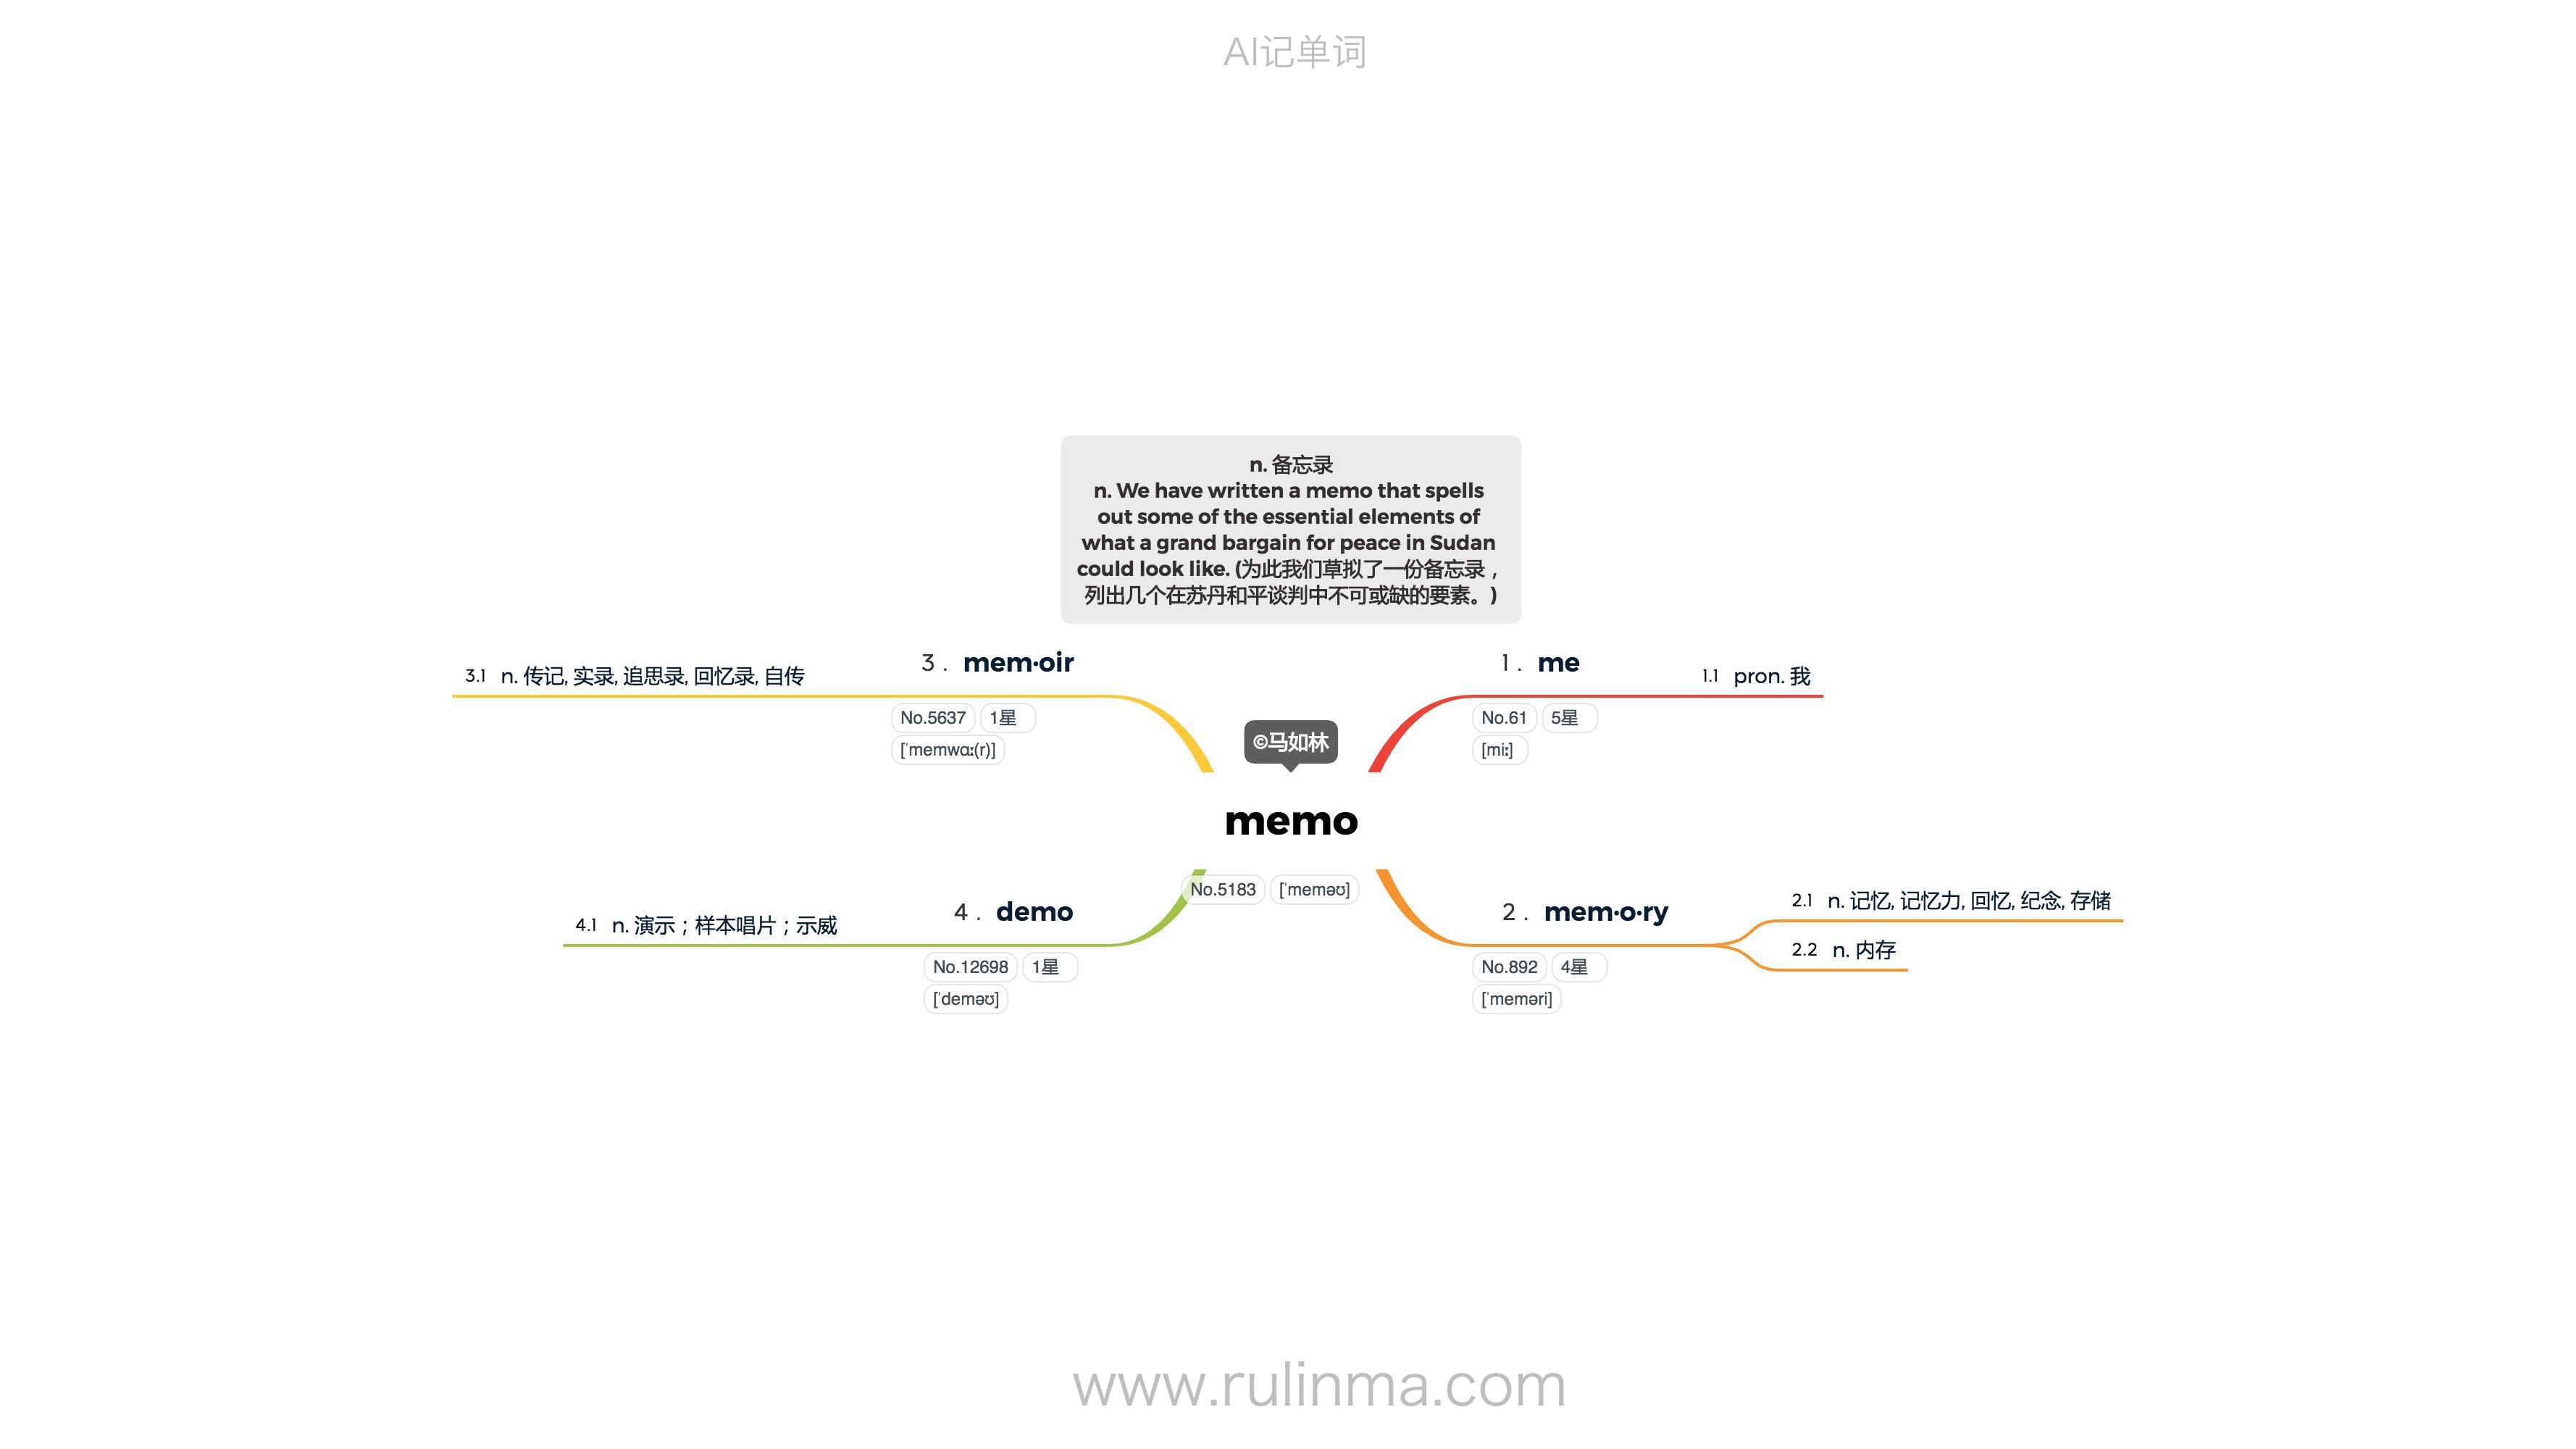 AI记单词
n. 备忘录
n. We have written a memo that spells
out some of the essential elements of
what a grand bargain for peace in Sudan
could look like. (为此我们草拟了一份备忘录，
列出几个在苏丹和平谈判中不可或缺的要素。)
©马如林
memo
No.5183 [ˈmeməʊ]
1. me
No.61 5星
[miː]
1.1 pron. 我
2. mem·o·ry
No.892 4星
[ˈmeməri]
2.1 n. 记忆, 记忆力, 回忆, 纪念, 存储
2.2 n. 内存
3. mem·oir
No.5637 1星
[ˈmemwɑː(r)]
3.1 n. 传记, 实录, 追思录, 回忆录, 自传
4. demo
No.12698 1星
[ˈdeməʊ]
4.1 n. 演示；样本唱片；示威
www.rulinma.com